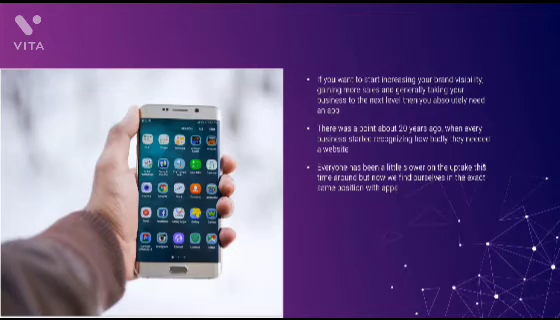 VITA
If you want to start increasing your brand visibility,
gaining more sales and generally taking your
business to the next level then you absolutely need
an app
There was a point about 20 years ago, when every
business started recognizing how badly they needed
a website
Everyone has been a little slower on the uptake this
time around but now we find ourselves in the exact
same position with apps